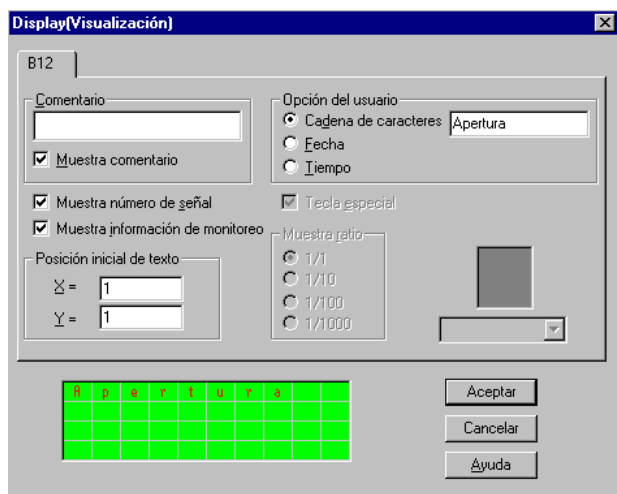 Display(Visualización)
B12
Comentario
Muestra comentario
Opción del usuario
Cadena de caracteres Apertura
Fecha
Tiempo
Muestra número de señal
Muestra información de monitoreo
Tecla especial
Posición inicial de texto
X = 1
Y = 1
Muestra ratio
1/1
1/10
1/100
1/1000
Apertura
Aceptar
Cancelar
Ayuda